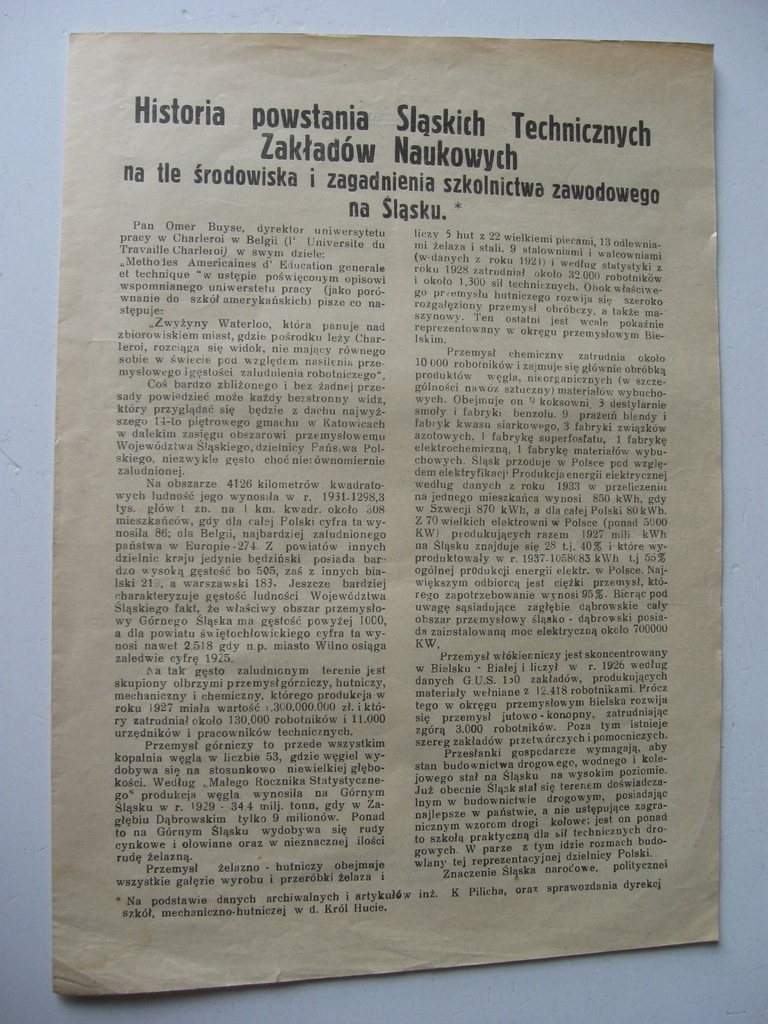 Historia powstania Śląskich Technicznych
Zakładów Naukowych
na tle środowiska i zagadnienia szkolnictwa zawodowego
na Śląsku. *
Pan Omer Buyse, dyrektor uniwersytetu
pracy w Charleroi w Belgii (l' Universite du
Travaille Charleroi) w swym dziele:
„Methodes Americaines d' Education generale
et technique " w ustępie poświęconym opisowi
wspomnianego uniwersytetu pracy (jako porów-
nanie do szkół amerykańskich) pisze co na-
stępuje:
„Zwyżyny Waterloo, która panuje nad
zbiorowiskiem miast, gdzie pośrodku leży Char-
leroi, rozciąga się widok, nie mający równego
sobie w świecie pod względem nasilenia prze-
mysłowego i gęstości zaludnienia robotniczego".
Coś bardzo zbliżonego i bez żadnej prze-
sady powiedzieć może każdy bezstronny widz,
który przyglądać się będzie z dachu najwyż-
szego 14-to piętrowego gmachu w Katowicach
w dalekim zasięgu obszarowi przemysłowemu
Województwa Śląskiego, dzielnicy Państwa Pol-
skiego, niezwykle gęsto choć nierównomiernie
zaludnionej.
Na obszarze 4126 kilometrów kwadrato-
wych ludność jego wynosiła w r. 1931-1298,3
tys. głów t. zn. na 1 km. kwadr. około 308
mieszkańców, gdy dla całej Polski cyfra ta wy-
nosiła 86; dla Belgii, najbardziej zaludnionego
państwa w Europie-274. Z powiatów innych
dzielnic kraju jedynie będziński posiada bar-
dzo wysoką gęstość bo 505, zaś z innych bia-
lski 21 , a warszawski 183. Jeszcze bardziej
charakteryzuje gęstość ludności Województwa
Śląskiego fakt, że właściwy obszar przemysło-
wy Górnego Śląska ma gęstość powyżej 1000,
a dla powiatu świętochłowickiego cyfra ta wy-
nosi nawet 2.518 gdy np. miasto Wilno osiąga
zaledwie cyfrę 1925.
Na tak gęsto zaludnionym terenie jest
skupiony olbrzymi przemysł górniczy, hutniczy,
mechaniczny i chemiczny, którego produkcja w
roku 1927 miała wartość 1.300.000.000 zł. i któ-
ry zatrudniał około 130,000 robotników i 11.000
urzędników i pracowników technicznych.
Przemysł górniczy to przede wszystkim
kopalnia węgla w liczbie 53, gdzie węgiel wy-
dobywa się na stosunkowo niewielkiej głębo-
kości. Według „Małego Rocznika Statystyczne-
go" produkcja węgla wynosiła na Górnym
Śląsku w r. 1929 - 34.4 milj. tonn, gdy w Za-
głębiu Dąbrowskim tylko 9 milionów. Ponad
to na Górnym Śląsku wydobywa się rudy
cynkowe i ołowiane oraz w nieznacznej ilości
rudę żelazną.
Przemysł żelazno - hutniczy obejmuje
wszystkie gałęzie wyrobu i przeróbki żelaza i
liczy 5 hut z 22 wielkiemi piecami, 13 odlewnia-
mi żelaza i stali, 9 stalowniami i walcowniami
(w-danych z roku 1921) i według statystyki z
roku 1928 zatrudniał około 32.000 robotników
i około 1,300 sił technicznych. Obok właściwe-
go przemysłu hutniczego rozwija się szeroko
rozgałęziony przemysł obróbczy, a także ma-
szynowy. Ten ostatni jest wcale pokaźnie
reprezentowany w okręgu przemysłowym Bie-
lskim.
Przemysł chemiczny zatrudnia około
10 000 robotników i zajmuje się głównie obróbką
produktów węgla, nieorganicznych (w szcze-
gólności nawóz sztuczny) materiałów wybucho-
wych. Obejmuje on 9 koksowni, 3 destylarnie
smoły i fabryki benzolu, 9 prażeni blendy i
fabryk kwasu siarkowego, 3 fabryki związków
azotowych, 1 fabrykę superfosfatu, 1 fabrykę
elektrochemiczną, 1 fabrykę materiałów wybu-
chowych. Śląsk przoduje w Polsce pod wzglę-
dem elektryfikacji. Produkcja energii elektrycznej
według danych z roku 1933 w przeliczeniu
na jednego mieszkańca wynosi 850 kWh, gdy
w Szwecji 870 kWh, a dla całej Polski 80 kWh.
Z 70 wielkich elektrowni w Polsce (ponad 5000
KW) produkujących razem 1927 mili. kWh
na Śląsku znajduje się 28 t.j. 40% i które wy-
produktowały w r. 1937-1058083 kWh t.j 55%
ogólnej produkcji energii elektr. w Polsce. Naj-
większym odbiorcą jest ciężki przemysł, któ-
rego zapotrzebowanie wynosi 95%. Biorąc pod
uwagę sąsiadujące zagłębie dąbrowskie cały
obszar przemysłowy śląsko - dąbrowski posia-
da zainstalowaną moc elektryczną około 700000
KW,
Przemysł włókienniczy jest skoncentrowany
w Bielsku - Białej i liczył w r. 1926 według
danych G.U.S. 150 zakładów, produkujących
materiały wełniane z 12.418 robotnikami. Prócz
tego w okręgu przemysłowym Bielska rozwija
się przemysł jutowo-konopny, zatrudniając
zgórą 3.000 robotników. Poza tym istnieje
szereg zakładów przetwórczych i pomocniczych.
Przesłanki gospodarcze wymagają, aby
stan budownictwa drogowego, wodnego i kole-
jowego stał na Śląsku na wysokim poziomie.
Już obecnie Śląsk stał się terenem doświadcza-
lnym w budownictwie drogowym, posiadając
najlepsze w państwie, a nie ustępujące zagra-
nicznym wzorom drogi kołowe; jest on ponad-
to szkołą praktyczną dla sił technicznych dro-
gowych. W parze z tym idzie rozmach budo-
wlany tej reprezentacyjnej dzielnicy Polski.
Znaczenie Śląska narodowe, politycznei
* Na podstawie danych archiwalnych i artykułów inż. K Pilicha, oraz sprawozdania dyrekcj
szkół, mechaniczno-hutniczej w d. Król Hucie.